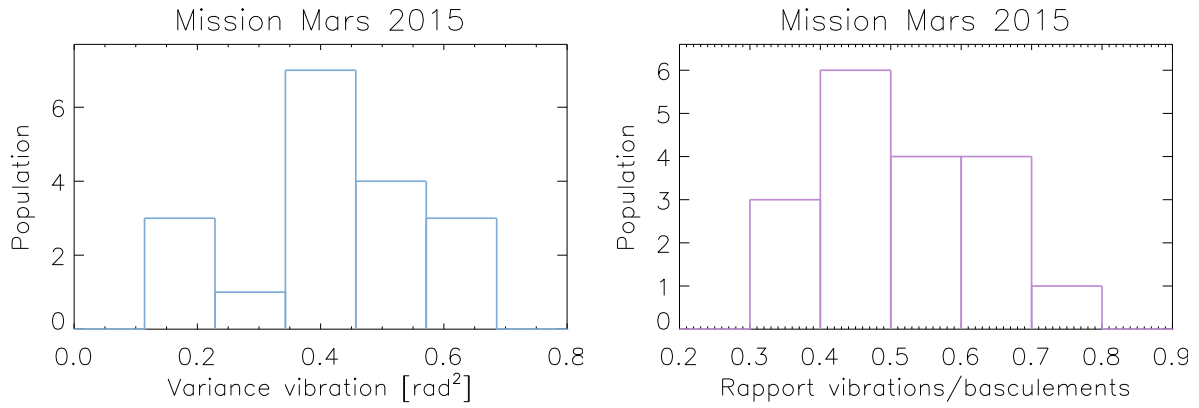 Mission Mars 2015
Population
6
4
2
0
0.0 0.2 0.4 0.6 0.8
Variance vibration [rad²]
Mission Mars 2015
Population
6
5
4
3
2
1
0
0.2 0.3 0.4 0.5 0.6 0.7 0.8 0.9
Rapport vibrations/basculements